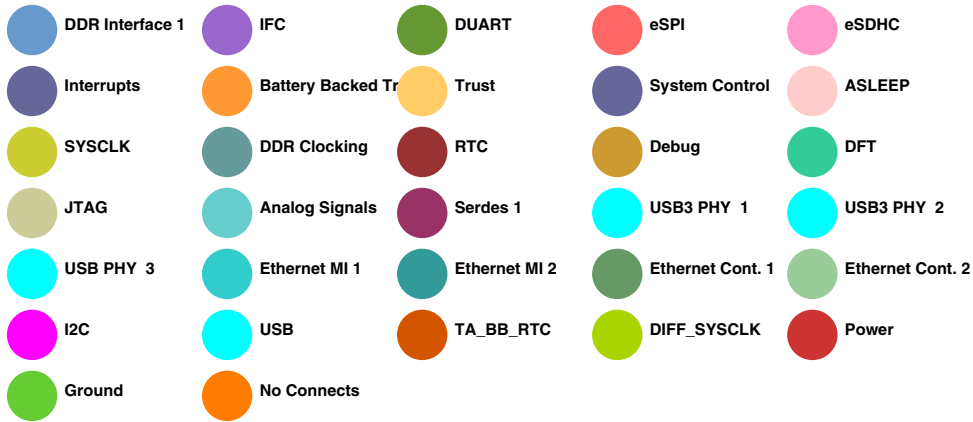 DDR Interface 1 IFC DUART eSPI eSDHC
Interrupts Battery Backed Tr Trust System Control ASLEEP
SYSCLK DDR Clocking RTC Debug DFT
JTAG Analog Signals Serdes 1 USB3 PHY 1 USB3 PHY 2
USB PHY 3 Ethernet MI 1 Ethernet MI 2 Ethernet Cont. 1 Ethernet Cont. 2
I2C USB TA_BB_RTC DIFF_SYSCLK Power
Ground No Connects